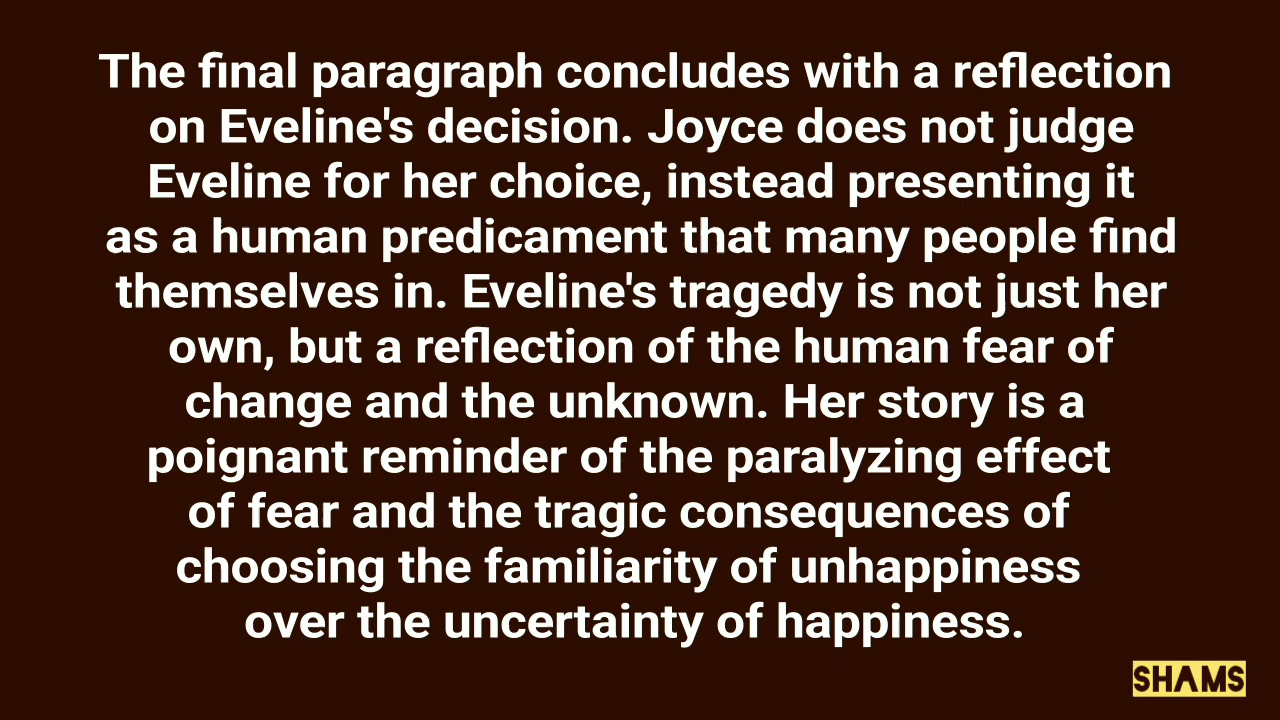 The final paragraph concludes with a reflection
on Eveline's decision. Joyce does not judge
Eveline for her choice, instead presenting it
as a human predicament that many people find
themselves in. Eveline's tragedy is not just her
own, but a reflection of the human fear of
change and the unknown. Her story is a
poignant reminder of the paralyzing effect
of fear and the tragic consequences of
choosing the familiarity of unhappiness
over the uncertainty of happiness.
SHAMS